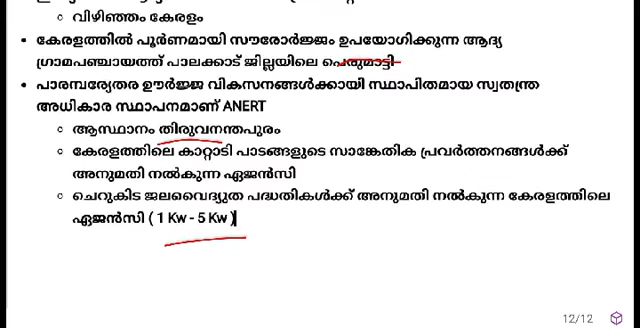 ○ വിഴിഞ്ഞം കേരളം
• കേരളത്തിൽ പൂർണമായി സൗരോർജ്ജം ഉപയോഗിക്കുന്ന ആദ്യ
ഗ്രാമപഞ്ചായത്ത് പാലക്കാട് ജില്ലയിലെ പെരുമാട്ടി
• പാരമ്പര്യേതര ഊർജ്ജ വികസനങ്ങൾക്കായി സ്ഥാപിതമായ സ്വതന്ത്ര
അധികാര സ്ഥാപനമാണ് ANERT
○ ആസ്ഥാനം തിരുവനന്തപുരം
○ കേരളത്തിലെ കാറ്റാടി പാടങ്ങളുടെ സാങ്കേതിക പ്രവർത്തനങ്ങൾക്ക്
അനുമതി നൽകുന്ന ഏജൻസി
○ ചെറുകിട ജലവൈദ്യുത പദ്ധതികൾക്ക് അനുമതി നൽകുന്ന കേരളത്തിലെ
ഏജൻസി ( 1 Kw - 5 Kw )
12/12